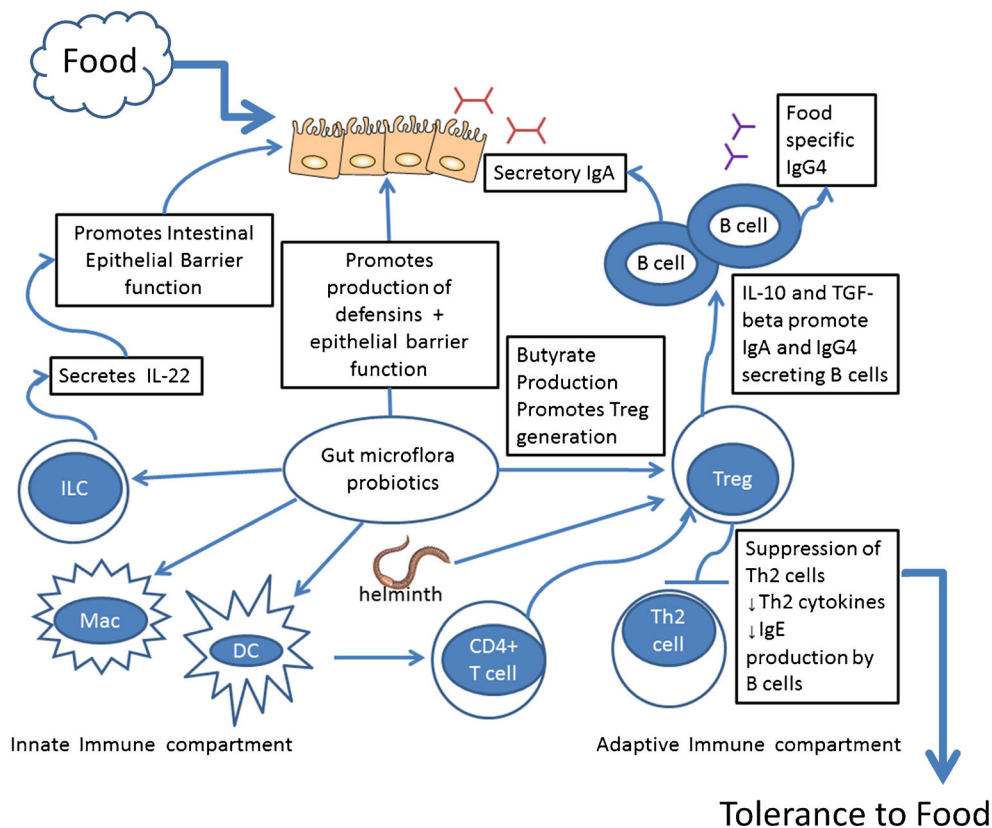 Food
Food
specific
IgG4
Secretory IgA
B cell
B cell
Promotes Intestinal
Epithelial Barrier
function
Promotes
production of
defensins +
epithelial barrier
function
IL-10 and TGF-
beta promote
IgA and IgG4
secreting B cells
Secretes IL-22
Butyrate
Production
Promotes Treg
generation
Gut microflora
probiotics
ILC
Treg
helminth
Mac
DC
CD4+
T cell
Th2
cell
Suppression of
Th2 cells
↓Th2 cytokines
↓IgE
production by
B cells
Innate Immune compartment
Adaptive Immune compartment
Tolerance to Food